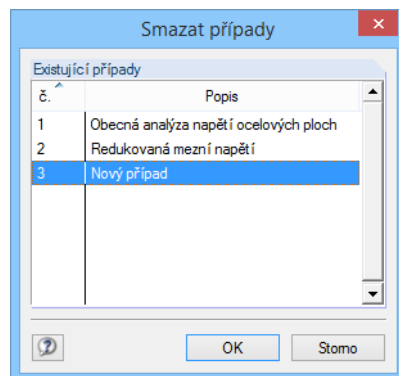 Smazat případy
Existující případy
č. Popis
1 Obecná analýza napětí ocelových ploch
2 Redukovaná mezní napětí
3 Nový případ
OK Storno